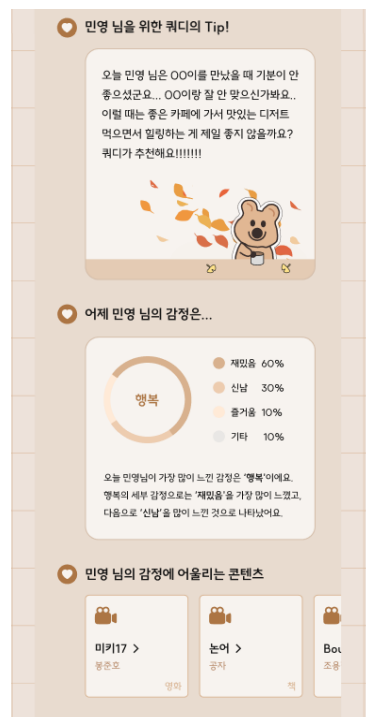 민영 님을 위한 쿼디의 Tip!
오늘 민영 님은 OO이를 만났을 때 기분이 안
좋으셨군요... OO이랑 잘 안 맞으신가봐요..
이럴 때는 좋은 카페에 가서 맛있는 디저트
먹으면서 힐링하는 게 제일 좋지 않을까요?
쿼디가 추천해요!!!!!!!
어제 민영 님의 감정은...
행복
재밌음 60%
신남 30%
즐거움 10%
기타 10%
오늘 민영님이 가장 많이 느낀 감정은 '행복'이에요.
행복의 세부 감정으로는 '재밌음'을 가장 많이 느꼈고,
다음으로 '신남'을 많이 느낀 것으로 나타났어요.
민영 님의 감정에 어울리는 콘텐츠
미키17 >
봉준호
영화
논어 >
공자
책
Bou
조용